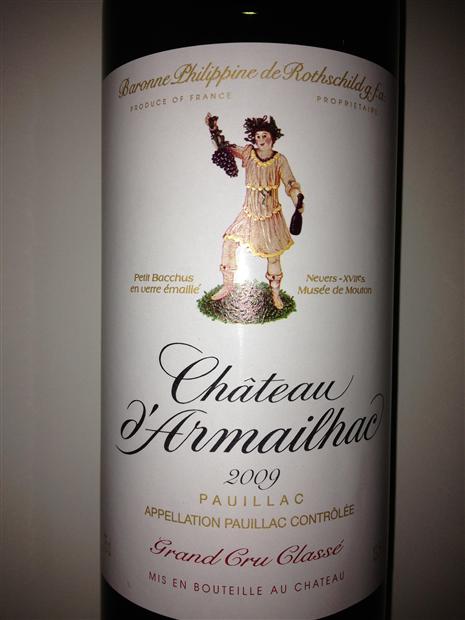 Baronne Philippine de Rothschild g.f.a.
PRODUCE OF FRANCE
PROPRIÉTAIRE
Petit Bacchus
en verre émaillé
Nevers - XVIIe s.
Musée de Mouton
Château
d'Armailhac
2009
PAUILLAC
APPELLATION PAUILLAC CONTRÔLÉE
Grand Cru Classé
MIS EN BOUTEILLE AU CHATEAU